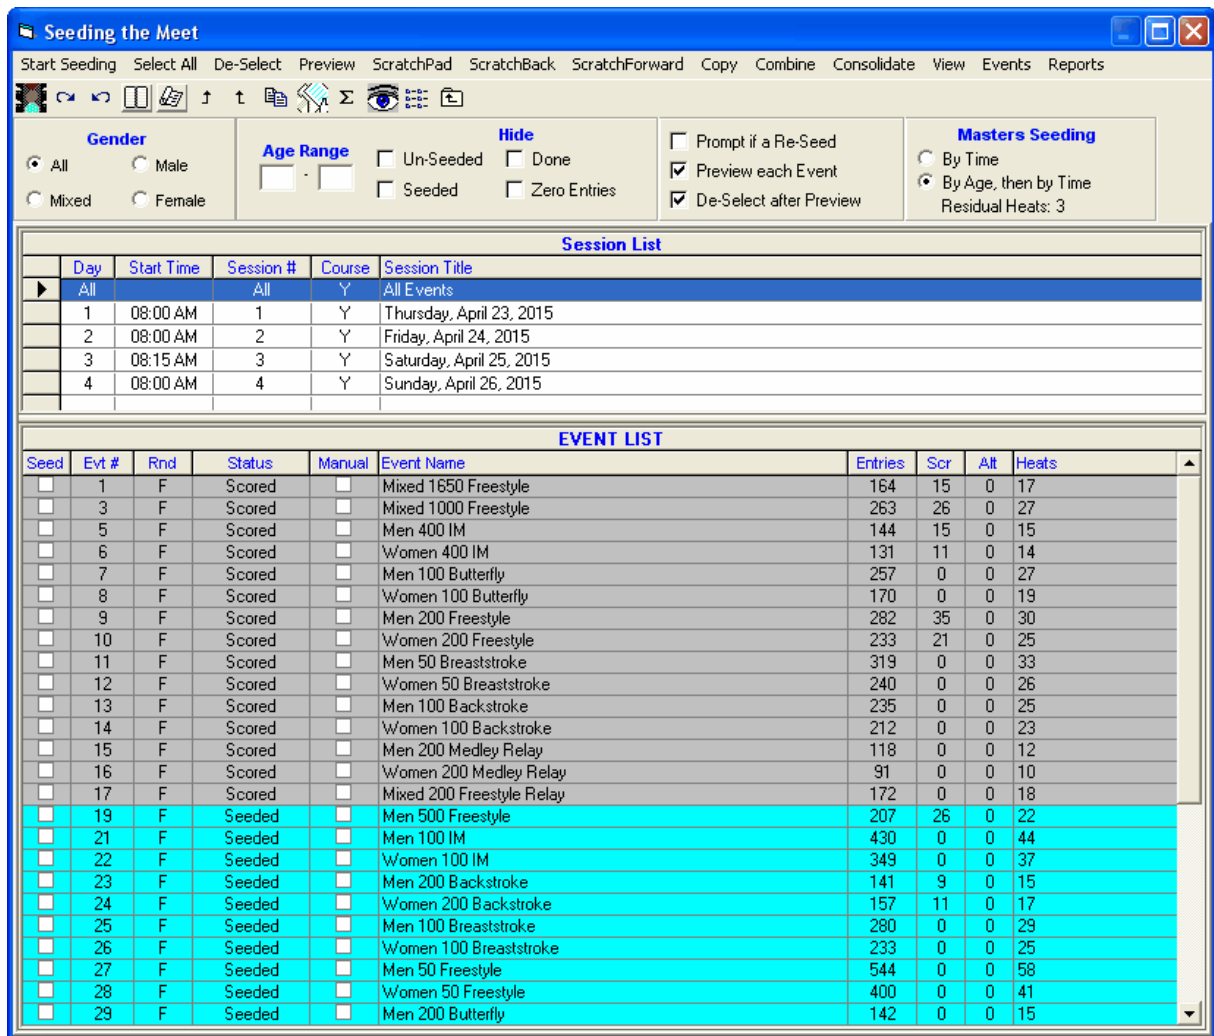 Seeding the Meet
Start Seeding Select All De-Select Preview ScratchPad ScratchBack ScratchForward Copy Combine Consolidate View Events Reports
Gender
All Male
Mixed Female
Age Range
-
Hide
Un-Seeded Done
Seeded Zero Entries
Prompt if a Re-Seed
Preview each Event
De-Select after Preview
Masters Seeding
By Time
By Age, then by Time
Residual Heats: 3
Session List
Day Start Time Session # Course Session Title
All All Y All Events
1 08:00 AM 1 Y Thursday, April 23, 2015
2 08:00 AM 2 Y Friday, April 24, 2015
3 08:15 AM 3 Y Saturday, April 25, 2015
4 08:00 AM 4 Y Sunday, April 26, 2015
EVENT LIST
Seed Evt # Rnd Status Manual Event Name Entries Scr Alt Heats
1 F Scored Mixed 1650 Freestyle 164 15 0 17
3 F Scored Mixed 1000 Freestyle 263 26 0 27
5 F Scored Men 400 IM 144 15 0 15
6 F Scored Women 400 IM 131 11 0 14
7 F Scored Men 100 Butterfly 257 0 0 27
8 F Scored Women 100 Butterfly 170 0 0 19
9 F Scored Men 200 Freestyle 282 35 0 30
10 F Scored Women 200 Freestyle 233 21 0 25
11 F Scored Men 50 Breaststroke 319 0 0 33
12 F Scored Women 50 Breaststroke 240 0 0 26
13 F Scored Men 100 Backstroke 235 0 0 25
14 F Scored Women 100 Backstroke 212 0 0 23
15 F Scored Men 200 Medley Relay 118 0 0 12
16 F Scored Women 200 Medley Relay 91 0 0 10
17 F Scored Mixed 200 Freestyle Relay 172 0 0 18
19 F Seeded Men 500 Freestyle 207 26 0 22
21 F Seeded Men 100 IM 430 0 0 44
22 F Seeded Women 100 IM 349 0 0 37
23 F Seeded Men 200 Backstroke 141 9 0 15
24 F Seeded Women 200 Backstroke 157 11 0 17
25 F Seeded Men 100 Breaststroke 280 0 0 29
26 F Seeded Women 100 Breaststroke 233 0 0 25
27 F Seeded Men 50 Freestyle 544 0 0 58
28 F Seeded Women 50 Freestyle 400 0 0 41
29 F Seeded Men 200 Butterfly 142 0 0 15